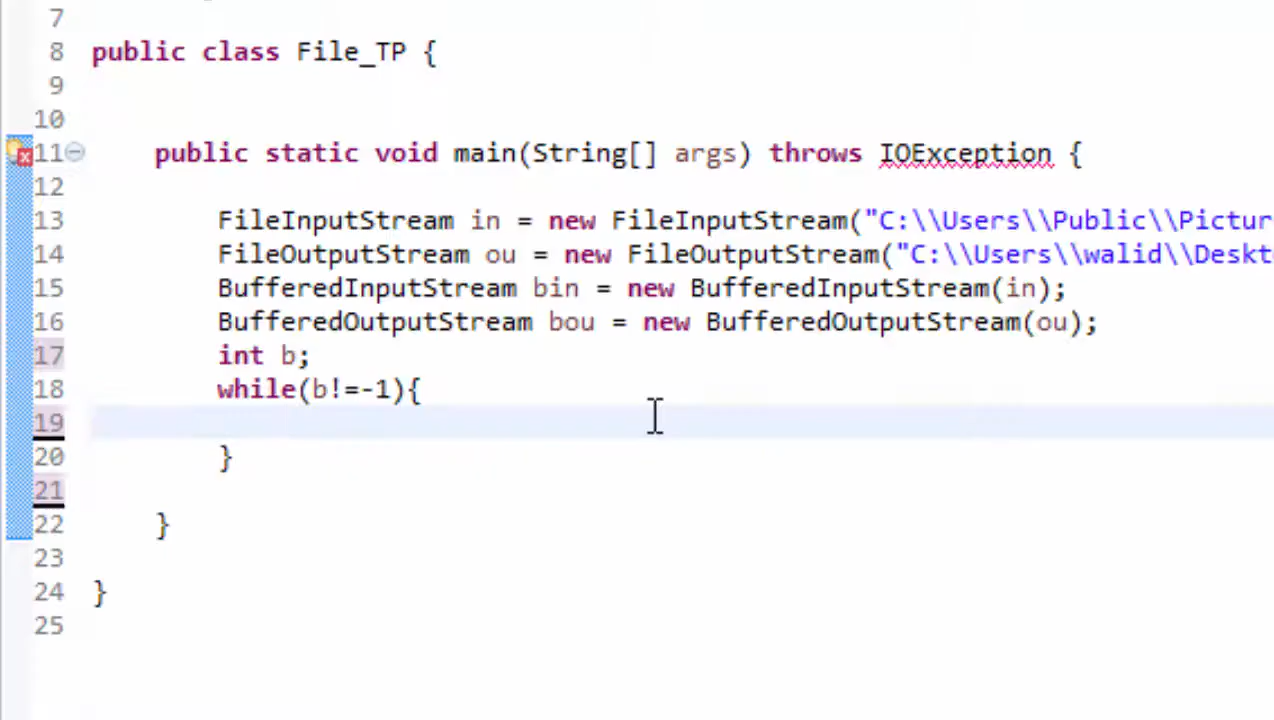 7
8 public class File_TP {
9
10
11 public static void main(String[] args) throws IOException {
12
13 FileInputStream in = new FileInputStream("C:\\Users\\Public\\Pictur
14 FileOutputStream ou = new FileOutputStream("C:\\Users\\walid\\Deskt
15 BufferedInputStream bin = new BufferedInputStream(in);
16 BufferedOutputStream bou = new BufferedOutputStream(ou);
17 int b;
18 while(b!=-1){
19
20 }
21
22 }
23
24 }
25